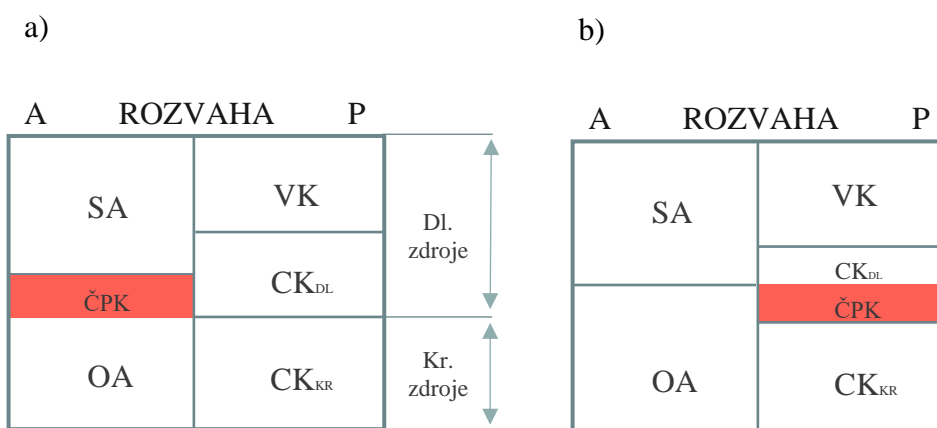 a)
A ROZVAHA P
SA
VK
Dl.
zdroje
CKDL
ČPK
OA
CKKR
Kr.
zdroje
b)
A ROZVAHA P
SA
VK
CKDL
ČPK
OA
CKKR